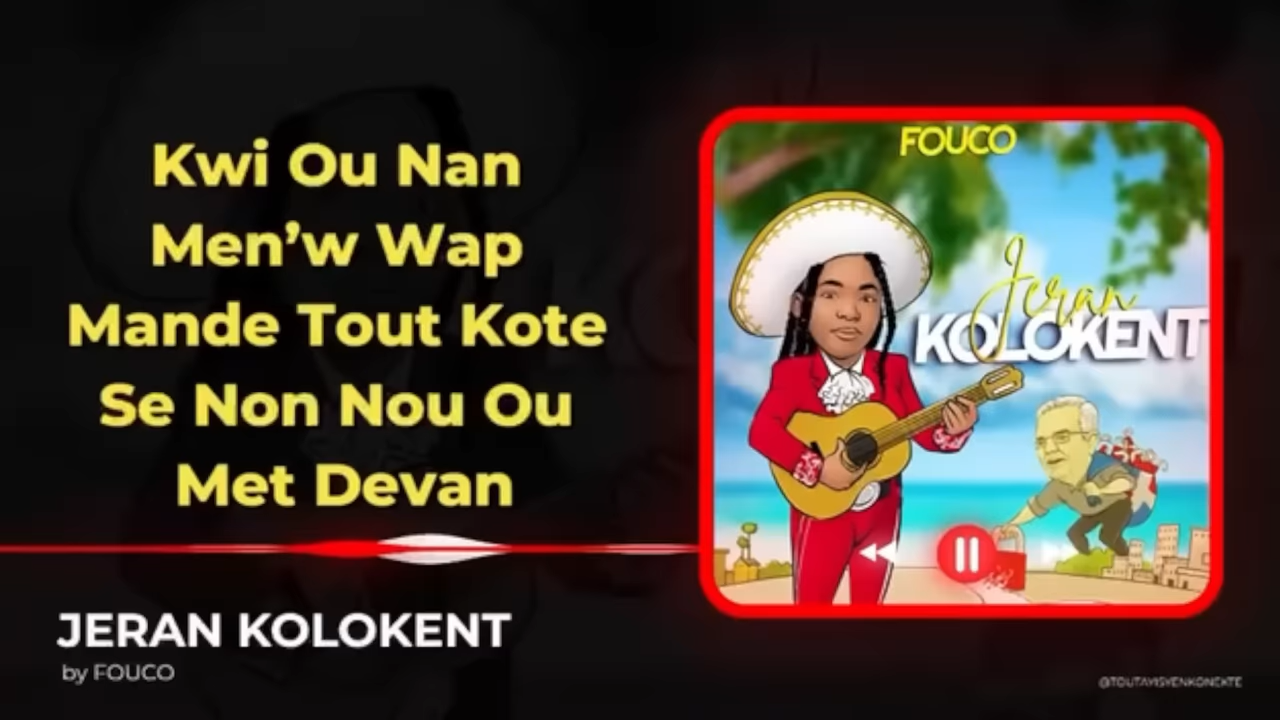 Kwi Ou Nan
Men’w Wap
Mande Tout Kote
Se Non Nou Ou
Met Devan
JERAN KOLOKENT
by FOUCO
FOUCO
Jeran
KOLOKENT
@TOUTAYISYENKONEKTE